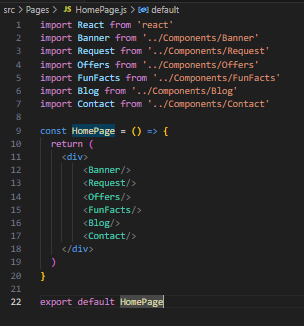 src > Pages > JS HomePage.js > default
1 import React from 'react'
2 import Banner from '../Components/Banner'
3 import Request from '../Components/Request'
4 import Offers from '../Components/Offers'
5 import FunFacts from '../Components/FunFacts'
6 import Blog from '../Components/Blog'
7 import Contact from '../Components/Contact'
8
9 const HomePage = () => {
10   return (
11     <div>
12         <Banner/>
13         <Request/>
14         <Offers/>
15         <FunFacts/>
16         <Blog/>
17         <Contact/>
18     </div>
19   )
20 }
21
22 export default HomePage